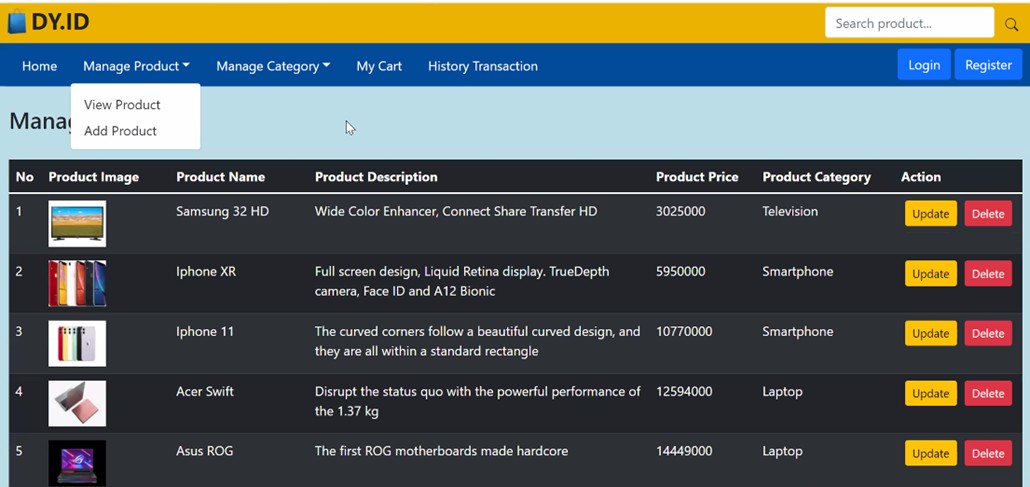 DY.ID
Search product...
Home Manage Product Manage Category My Cart History Transaction Login Register
View Product
Add Product
No Product Image Product Name Product Description Product Price Product Category Action
1 Samsung 32 HD Wide Color Enhancer, Connect Share Transfer HD 3025000 Television Update Delete
2 Iphone XR Full screen design, Liquid Retina display. TrueDepth 5950000 Smartphone Update Delete
camera, Face ID and A12 Bionic
3 Iphone 11 The curved corners follow a beautiful curved design, and 10770000 Smartphone Update Delete
they are all within a standard rectangle
4 Acer Swift Disrupt the status quo with the powerful performance of 12594000 Laptop Update Delete
the 1.37 kg
5 Asus ROG The first ROG motherboards made hardcore 14449000 Laptop Update Delete